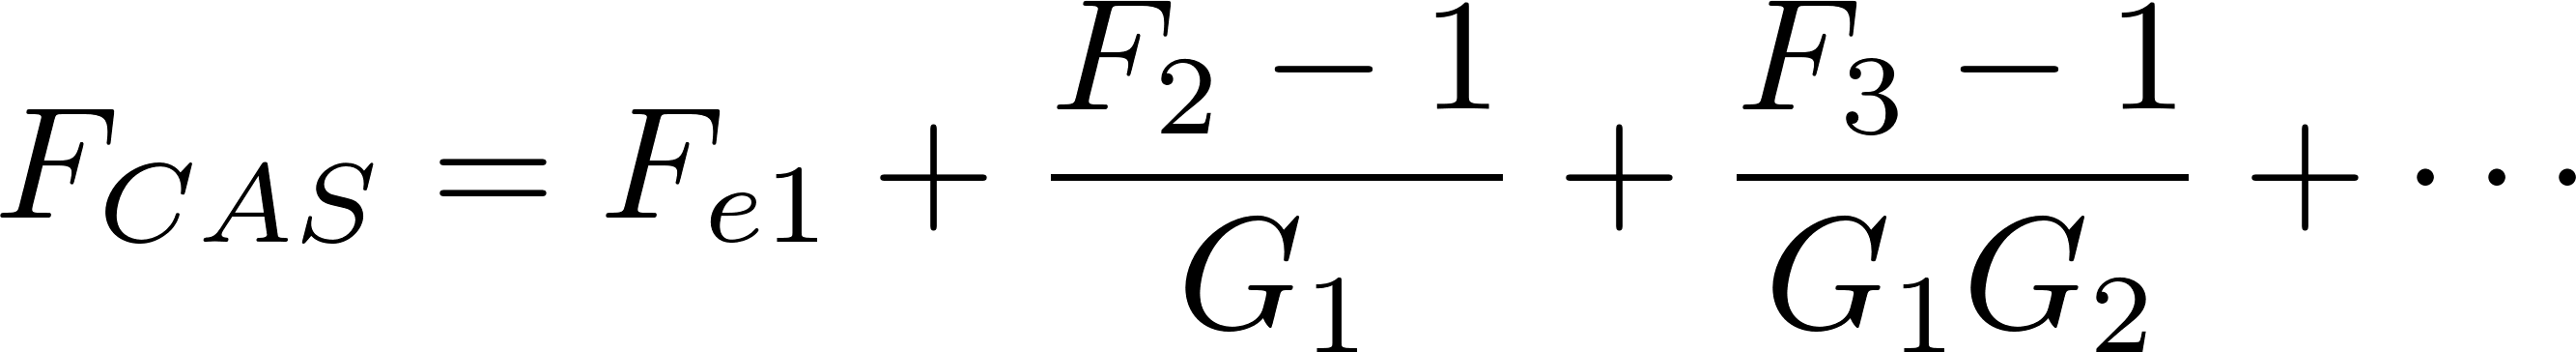 F_{CAS} = F_{e1} + \frac{F_2 - 1}{G_1} + \frac{F_3 - 1}{G_1 G_2} + \cdots